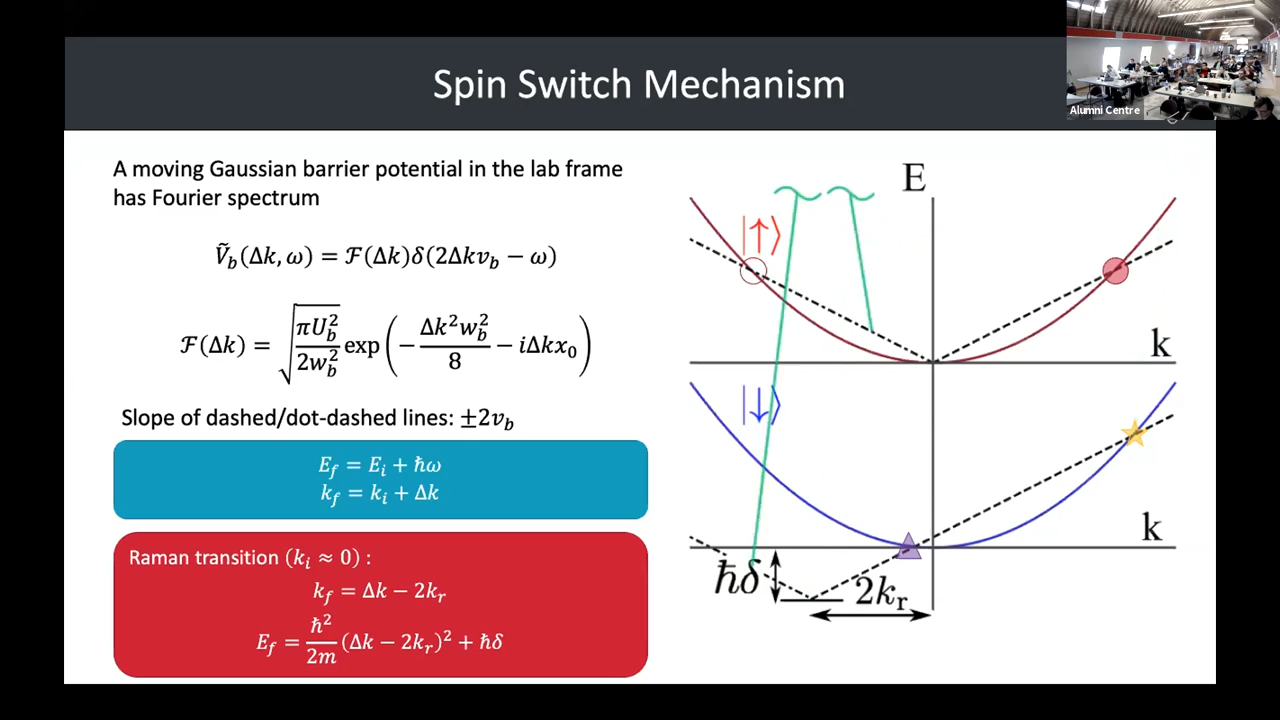 Spin Switch Mechanism
Alumni Centre
A moving Gaussian barrier potential in the lab frame
has Fourier spectrum
Ṽ_b(Δk, ω) = ℱ(Δk)δ(2Δkv_b − ω)
ℱ(Δk) = √(πU_b²/2w_b²) exp(−Δk²w_b²/8 − iΔkx₀)
Slope of dashed/dot-dashed lines: ±2v_b
E_f = E_i + ħω
k_f = k_i + Δk
Raman transition (k_i ≈ 0) :
k_f = Δk − 2k_r
E_f = ħ²/2m (Δk − 2k_r)² + ħδ
E
|↑⟩
k
|↓⟩
k
ħδ
2k_r